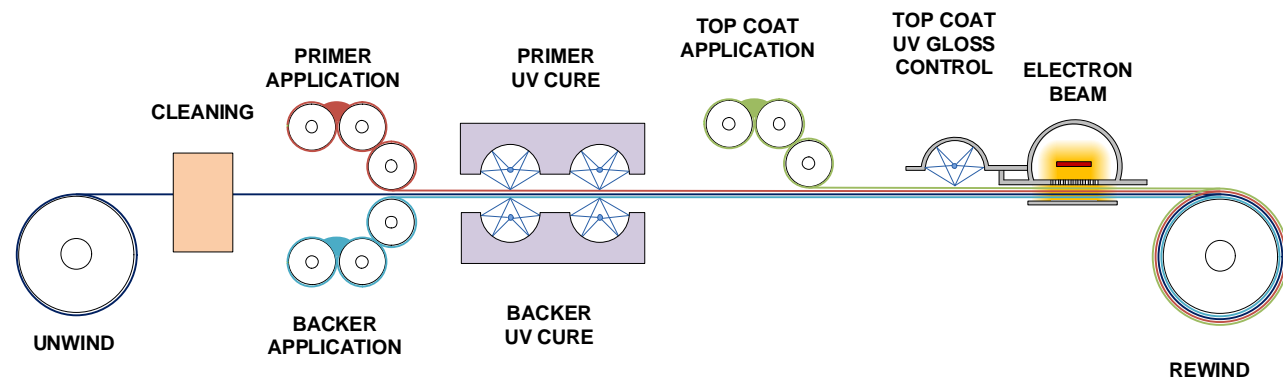 UNWIND
CLEANING
PRIMER
APPLICATION
BACKER
APPLICATION
PRIMER
UV CURE
BACKER
UV CURE
TOP COAT
APPLICATION
TOP COAT
UV GLOSS
CONTROL
ELECTRON
BEAM
REWIND